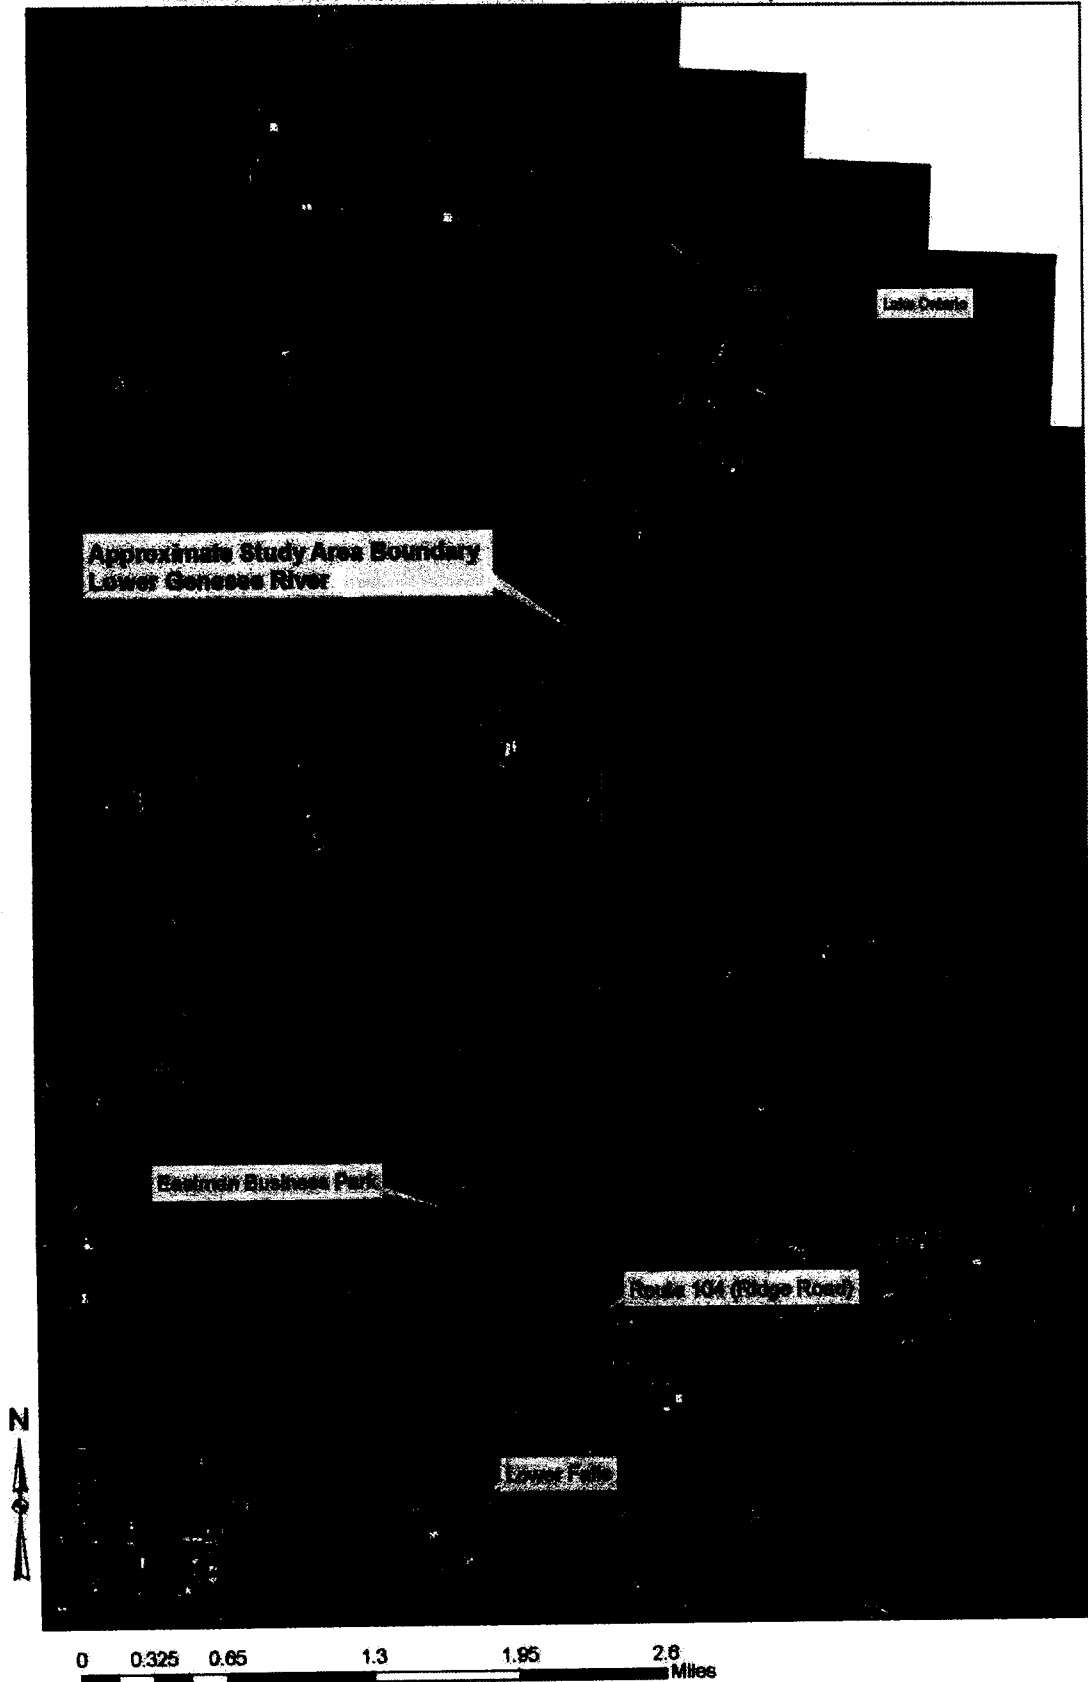 Lake Ontario
Approximate Study Area Boundary
Lower Genesee River
Eastman Business Park
Route 104 (Ridge Road)
Lower Falls
N
0 0.325 0.65 1.3 1.95 2.6
Miles